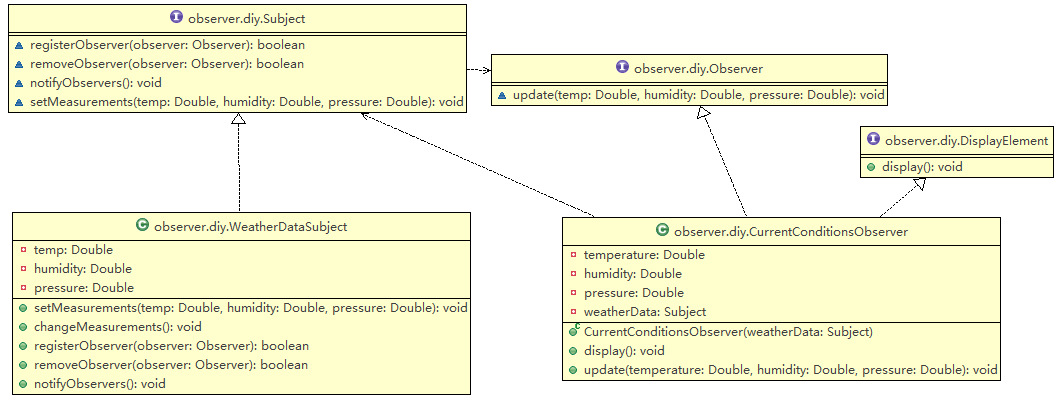 observer.diy.Subject
registerObserver(observer: Observer): boolean
removeObserver(observer: Observer): boolean
notifyObservers(): void
setMeasurements(temp: Double, humidity: Double, pressure: Double): void
observer.diy.Observer
update(temp: Double, humidity: Double, pressure: Double): void
observer.diy.DisplayElement
display(): void
observer.diy.WeatherDataSubject
temp: Double
humidity: Double
pressure: Double
setMeasurements(temp: Double, humidity: Double, pressure: Double): void
changeMeasurements(): void
registerObserver(observer: Observer): boolean
removeObserver(observer: Observer): boolean
notifyObservers(): void
observer.diy.CurrentConditionsObserver
temperature: Double
humidity: Double
pressure: Double
weatherData: Subject
CurrentConditionsObserver(weatherData: Subject)
display(): void
update(temperature: Double, humidity: Double, pressure: Double): void